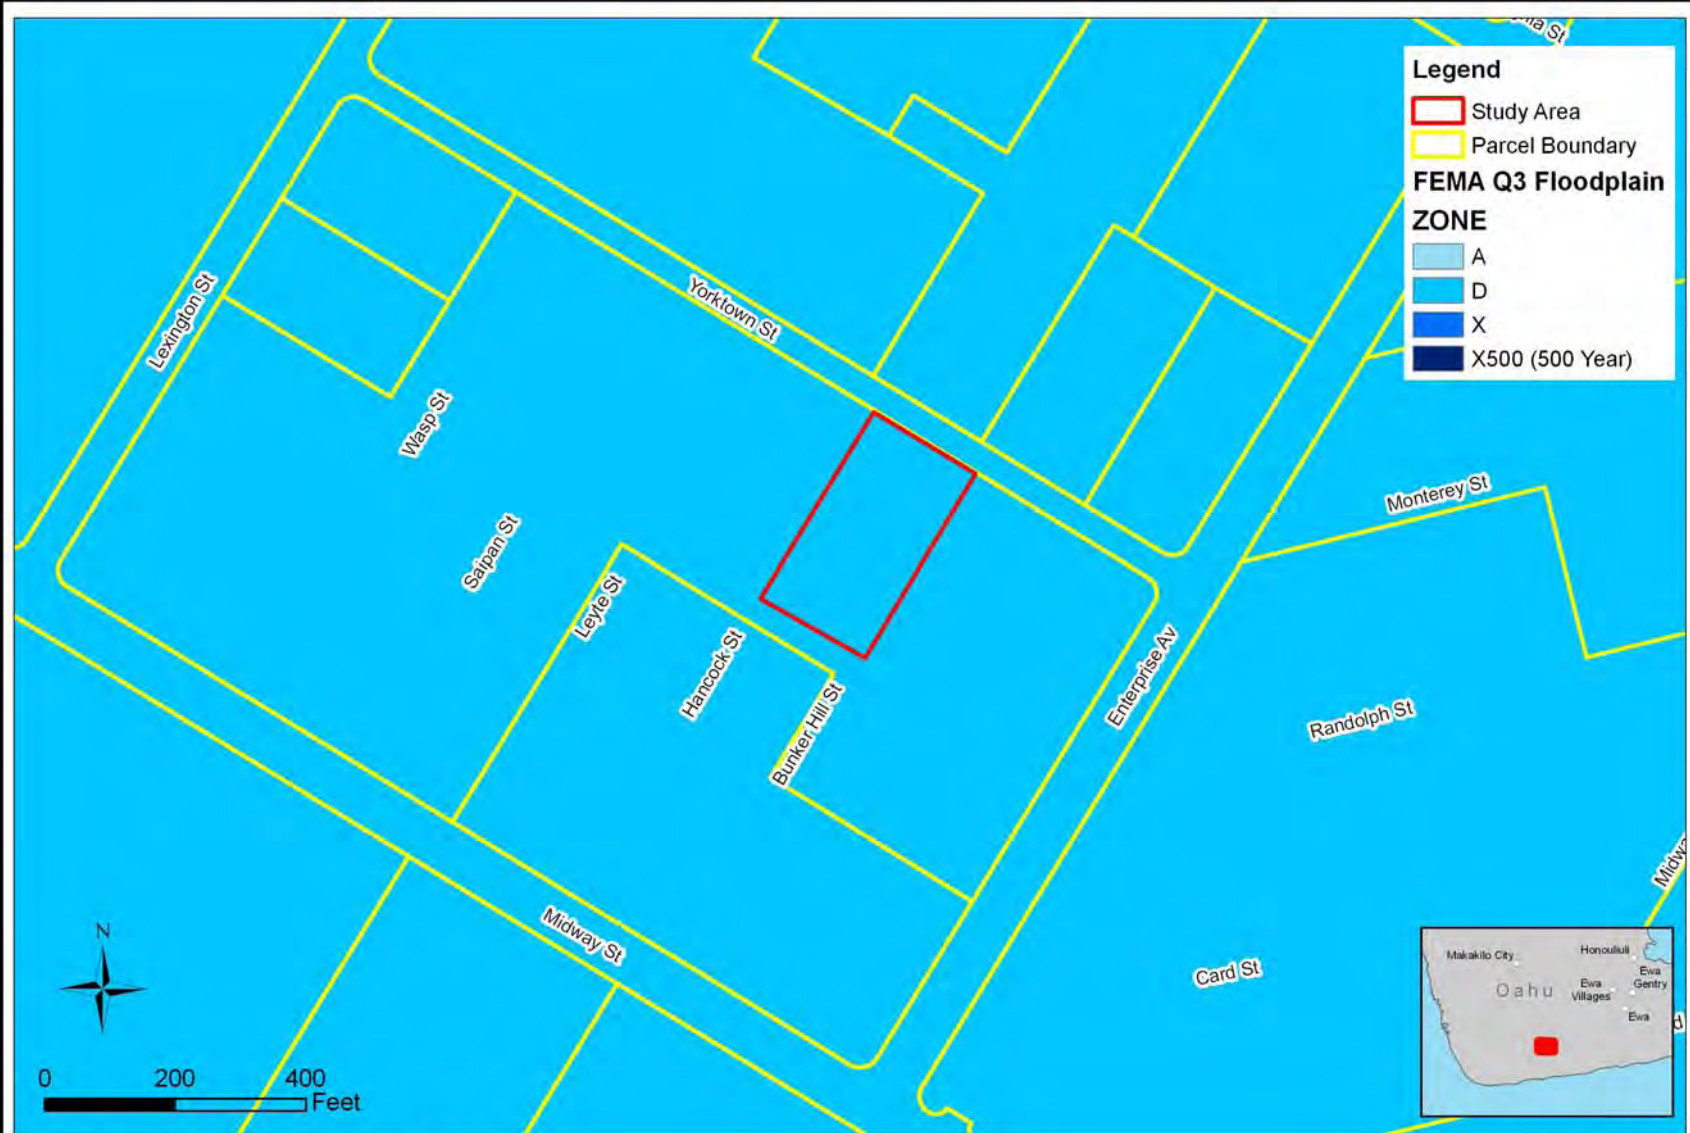 Legend
Study Area
Parcel Boundary
FEMA Q3 Floodplain
ZONE
A
D
X
X500 (500 Year)
Lexington St
Yorktown St
Wasp St
Saipan St
Leyte St
Hancock St
Bunker Hill St
Enterprise Av
Monterey St
Randolph St
Midway St
Card St
N
0 200 400
Feet
Makakilo City
Honouliuli
Oahu
Ewa
Villages
Ewa
Gentry
Ewa